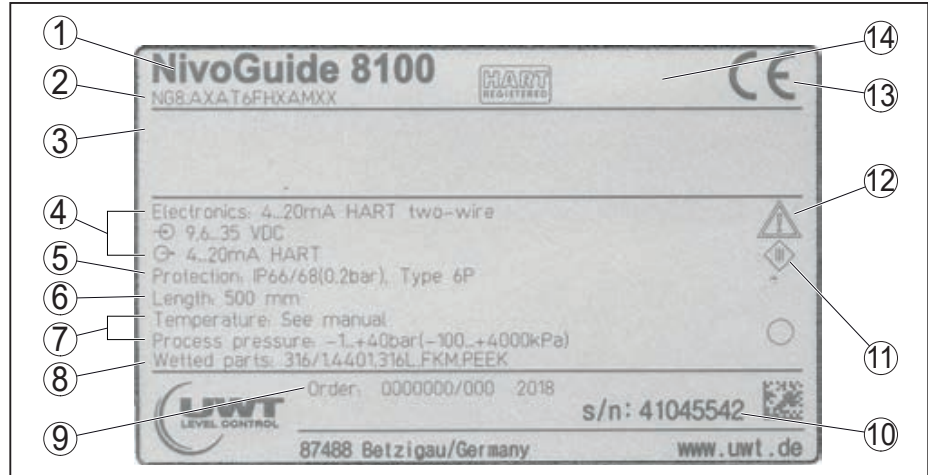 1
14
NivoGuide 8100
HART
REGISTERED
CE
2
NG8.AXAT6FHXAMXX
13
3
12
4
Electronics: 4...20mA HART two-wire
9,6...35 VDC
4...20mA HART
5
Protection: IP66/68(0.2bar), Type 6P
6
Length: 500 mm
7
Temperature: See manual
Process pressure: -1...+40bar(-100...+4000kPa)
11
8
Wetted parts: 316/1.4401,316L,FKM,PEEK
9
Order: 0000000/000 2018
UWT
LEVEL CONTROL
s/n: 41045542
10
87488 Betzigau/Germany
www.uwt.de